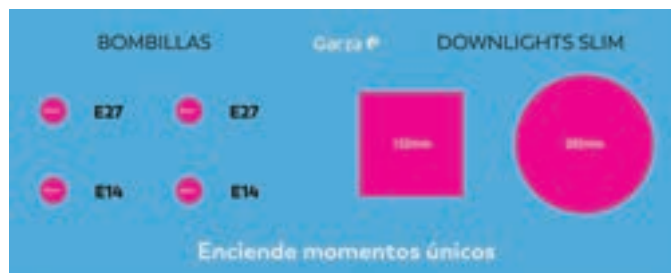 BOMBILLAS
Garza
DOWNLIGHTS SLIM
E27
E27
E14
E14
Enciende momentos únicos